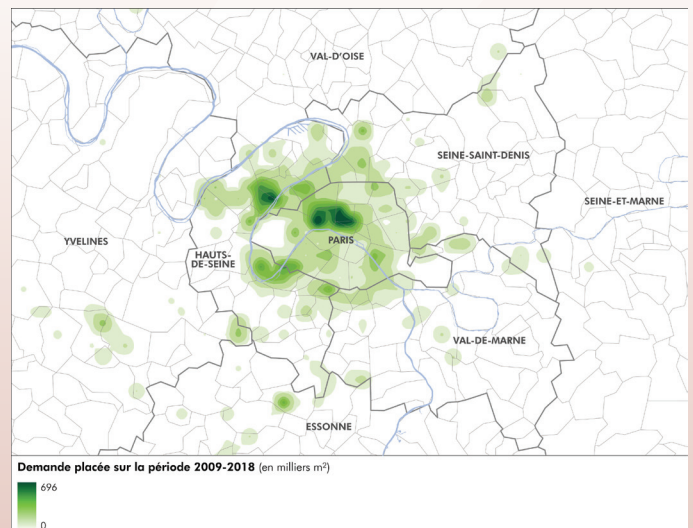 VAL-D'OISE
SEINE-SAINT-DENIS
SEINE-ET-MARNE
YVELINES
PARIS
HAUTS-
DE-SEINE
VAL-DE-MARNE
ESSONNE
Demande placée sur la période 2009-2018 (en milliers m²)
696
0